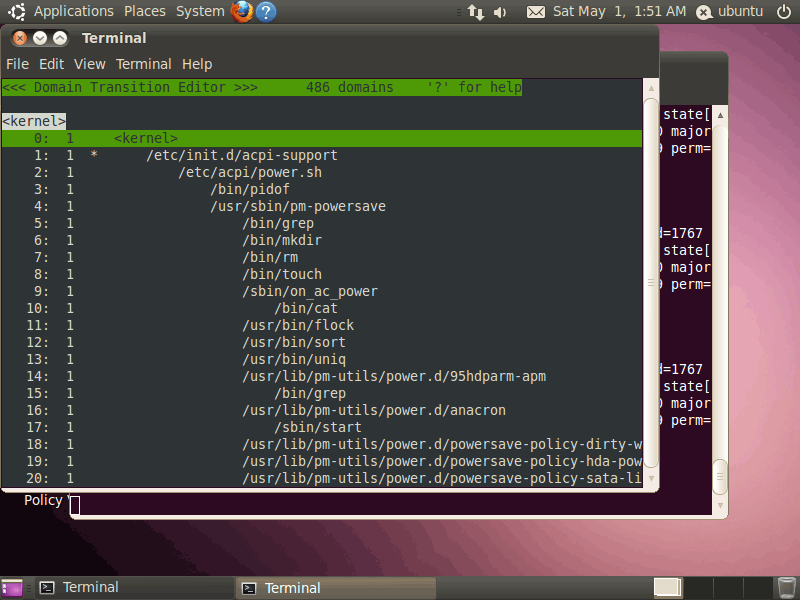 Applications Places System Sat May 1, 1:51 AM ubuntu
Terminal
File Edit View Terminal Help
<<< Domain Transition Editor >>> 486 domains '?' for help
<kernel>
0: 1 <kernel>
1: 1 * /etc/init.d/acpi-support
2: 1 /etc/acpi/power.sh
3: 1 /bin/pidof
4: 1 /usr/sbin/pm-powersave
5: 1 /bin/grep
6: 1 /bin/mkdir
7: 1 /bin/rm
8: 1 /bin/touch
9: 1 /sbin/on_ac_power
10: 1 /bin/cat
11: 1 /usr/bin/flock
12: 1 /usr/bin/sort
13: 1 /usr/bin/uniq
14: 1 /usr/lib/pm-utils/power.d/95hdparm-apm
15: 1 /bin/grep
16: 1 /usr/lib/pm-utils/power.d/anacron
17: 1 /sbin/start
18: 1 /usr/lib/pm-utils/power.d/powersave-policy-dirty-w
19: 1 /usr/lib/pm-utils/power.d/powersave-policy-hda-pow
20: 1 /usr/lib/pm-utils/power.d/powersave-policy-sata-li
state[
major
perm=
d=1767
state[
major
perm=
d=1767
state[
major
perm=
Policy
Terminal
Terminal